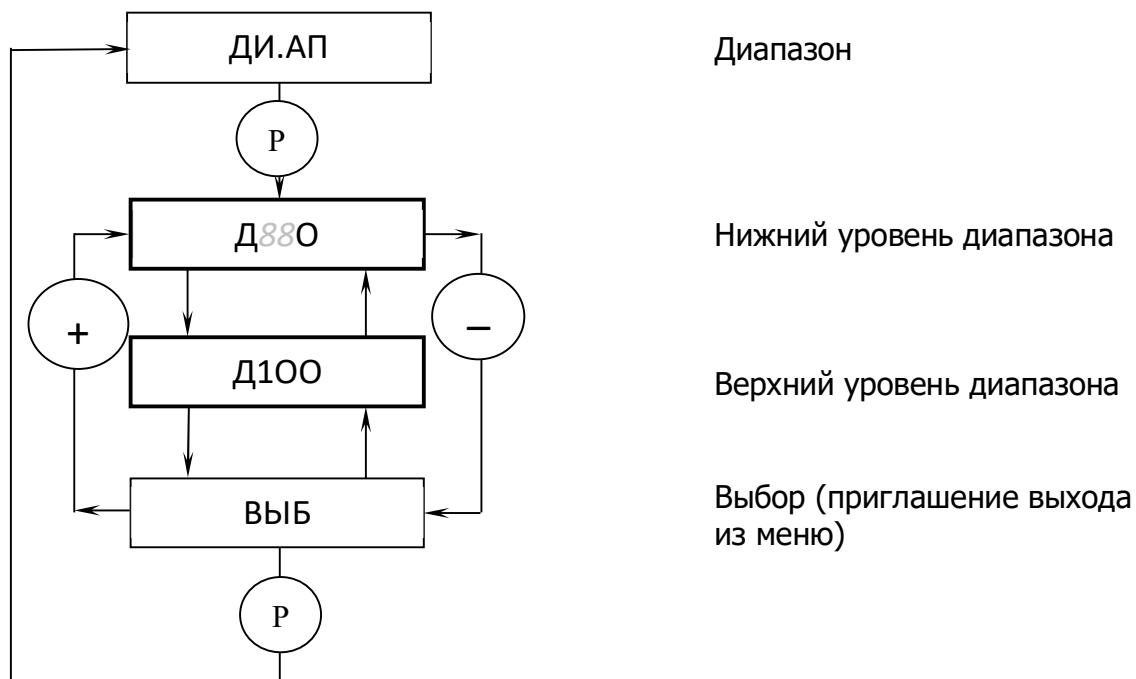 ДИ.АП
Диапазон
Р
Д88О
Нижний уровень диапазона
+
–
Д1ОО
Верхний уровень диапазона
ВЫБ
Выбор (приглашение выхода
из меню)
Р